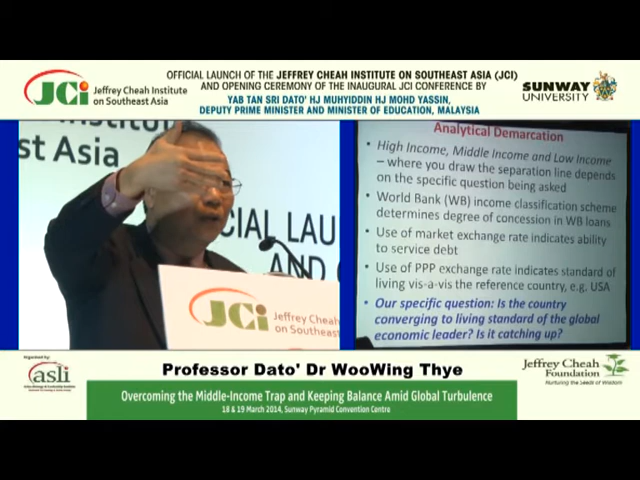 JCi
Jeffrey Cheah Institute
on Southeast Asia
OFFICIAL LAUNCH OF THE JEFFREY CHEAH INSTITUTE ON SOUTHEAST ASIA (JCI)
AND OPENING CEREMONY OF THE INAUGURAL JCI CONFERENCE BY
YAB TAN SRI DATO' HJ MUHYIDDIN HJ MOHD YASSIN,
DEPUTY PRIME MINISTER AND MINISTER OF EDUCATION, MALAYSIA
SUNWAY
UNIVERSITY
st Asia
CIAL LAU
AND
JCi
Jeffrey Cheah
on Southeast
Analytical Demarcation
• High Income, Middle Income and Low Income
– where you draw the separation line depends
on the specific question being asked
• World Bank (WB) income classification scheme
determines degree of concession in WB loans
• Use of market exchange rate indicates ability
to service debt
• Use of PPP exchange rate indicates standard of
living vis-a-vis the reference country, e.g. USA
• Our specific question: Is the country
converging to living standard of the global
economic leader? Is it catching up?
Organised by:
asli
Professor Dato' Dr WooWing Thye
Overcoming the Middle-Income Trap and Keeping Balance Amid Global Turbulence
18 & 19 March 2014, Sunway Pyramid Convention Centre
Jeffrey Cheah
Foundation
Nurturing the Seeds of Wisdom